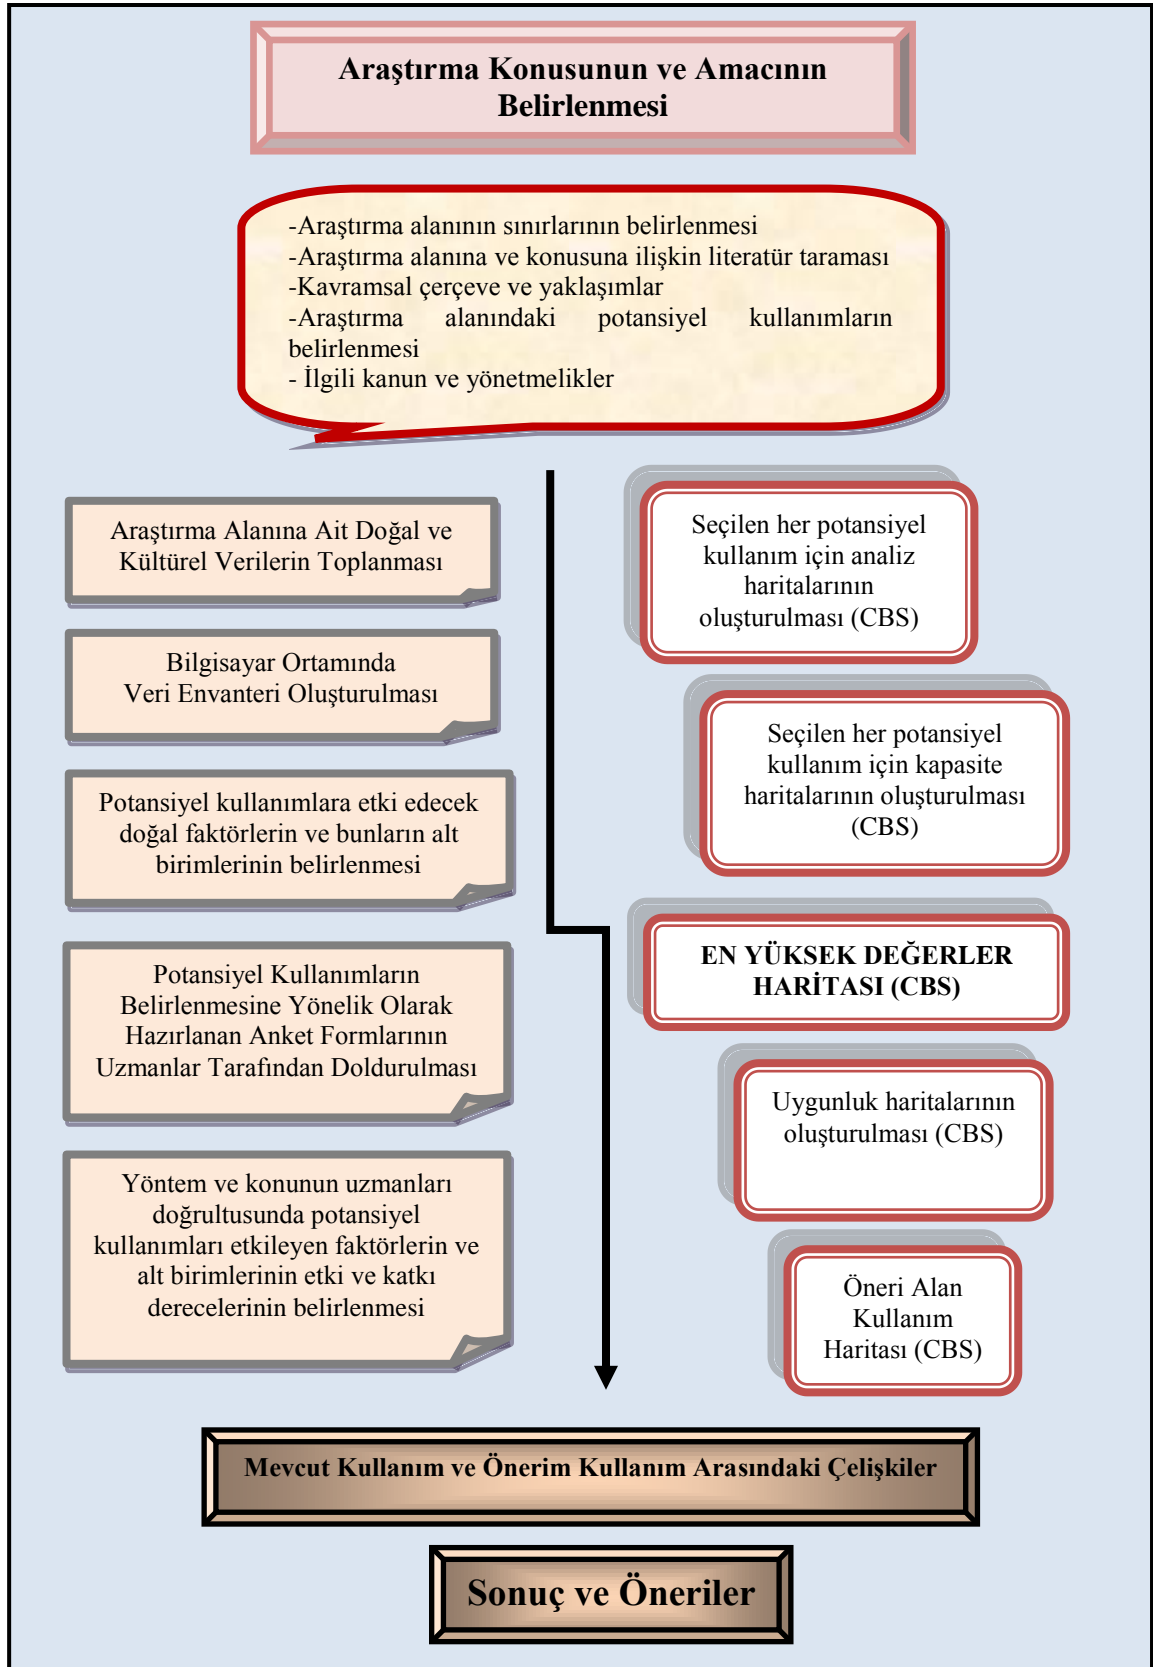 Araştırma Konusunun ve Amacının
Belirlenmesi
-Araştırma alanının sınırlarının belirlenmesi
-Araştırma alanına ve konusuna ilişkin literatür taraması
-Kavramsal çerçeve ve yaklaşımlar
-Araştırma alanındaki potansiyel kullanımların
belirlenmesi
- İlgili kanun ve yönetmelikler
Araştırma Alanına Ait Doğal ve
Kültürel Verilerin Toplanması
Bilgisayar Ortamında
Veri Envanteri Oluşturulması
Potansiyel kullanımlara etki edecek
doğal faktörlerin ve bunların alt
birimlerinin belirlenmesi
Potansiyel Kullanımların
Belirlenmesine Yönelik Olarak
Hazırlanan Anket Formlarının
Uzmanlar Tarafından Doldurulması
Yöntem ve konunun uzmanları
doğrultusunda potansiyel
kullanımları etkileyen faktörlerin ve
alt birimlerinin etki ve katkı
derecelerinin belirlenmesi
Seçilen her potansiyel
kullanım için analiz
haritalarının
oluşturulması (CBS)
Seçilen her potansiyel
kullanım için kapasite
haritalarının oluşturulması
(CBS)
EN YÜKSEK DEĞERLER
HARİTASI (CBS)
Uygunluk haritalarının
oluşturulması (CBS)
Öneri Alan
Kullanım
Haritası (CBS)
Mevcut Kullanım ve Önerim Kullanım Arasındaki Çelişkiler
Sonuç ve Öneriler